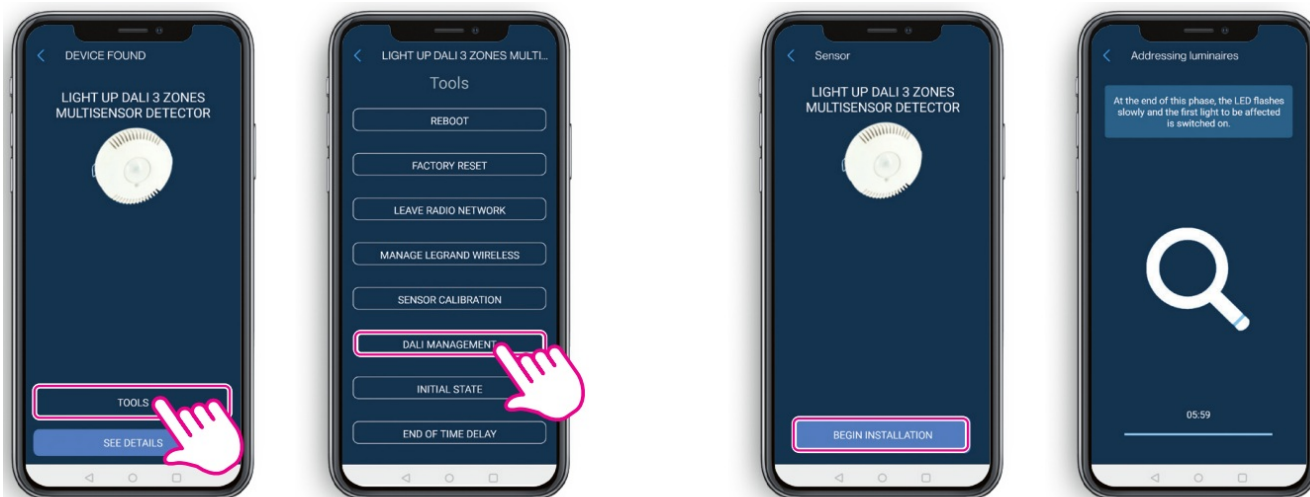 DEVICE FOUND
LIGHT UP DALI 3 ZONES
MULTISENSOR DETECTOR
TOOLS
SEE DETAILS
LIGHT UP DALI 3 ZONES MULTI...
Tools
REBOOT
FACTORY RESET
LEAVE RADIO NETWORK
MANAGE LEGRAND WIRELESS
SENSOR CALIBRATION
DALI MANAGEMENT
INITIAL STATE
END OF TIME DELAY
Sensor
LIGHT UP DALI 3 ZONES
MULTISENSOR DETECTOR
BEGIN INSTALLATION
Addressing luminaires
At the end of this phase, the LED flashes
slowly and the first light to be affected
is switched on.
05:59